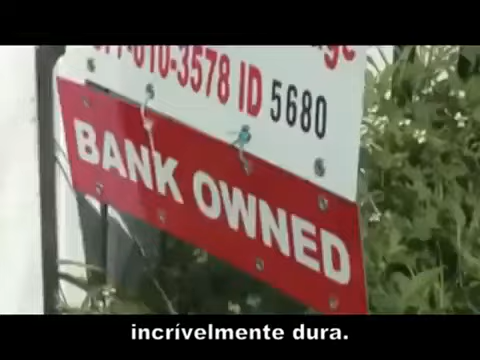 010-3578 ID 5680
BANK OWNED
incrívelmente dura.